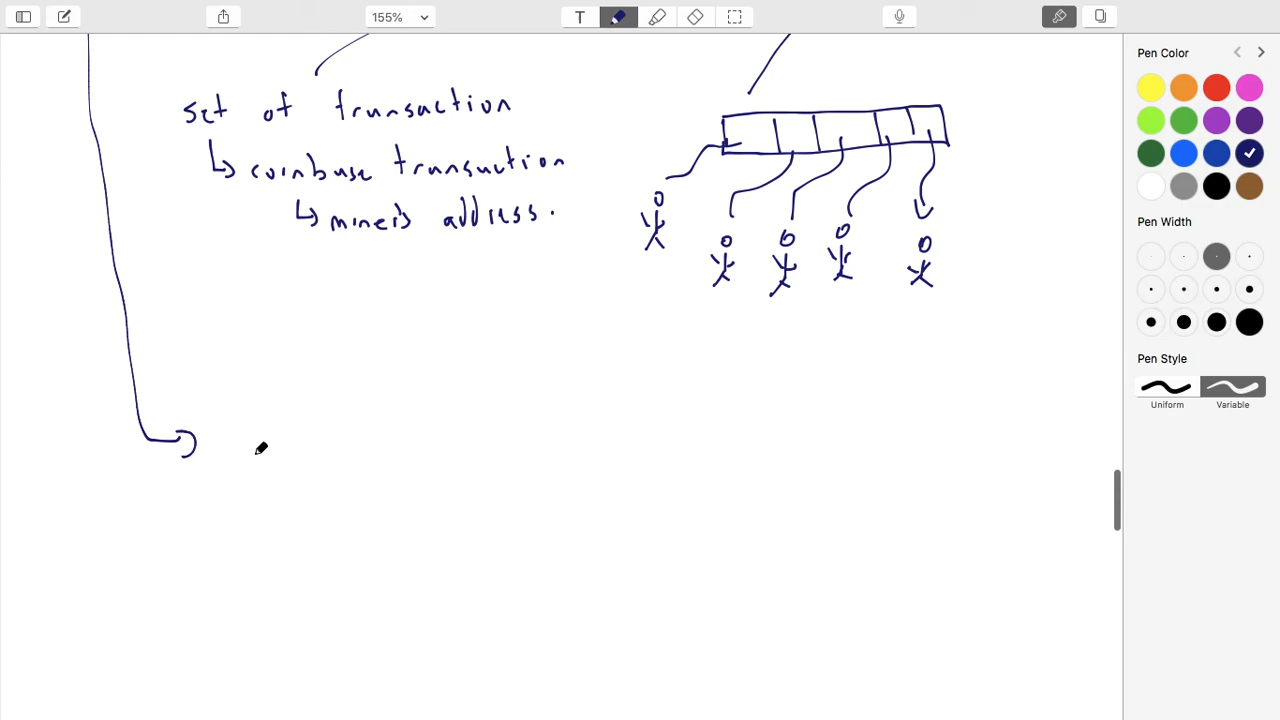 155%
T
set of transaction
↳ coinbase transaction
↳ miner's address.
Pen Color
Pen Width
Pen Style
Uniform
Variable